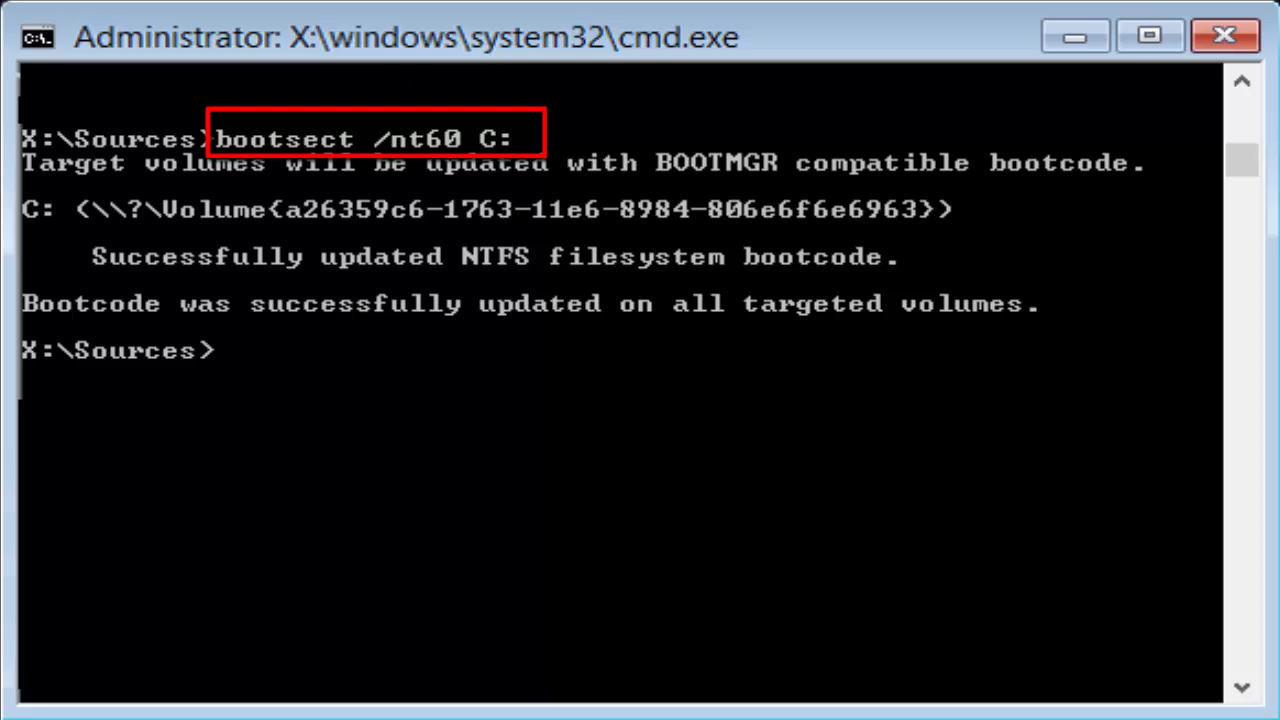 Administrator: X:\windows\system32\cmd.exe
X:\Sources>bootsect /nt60 C:
Target volumes will be updated with BOOTMGR compatible bootcode.
C: (\\?\Volume{a26359c6-1763-11e6-8984-806e6f6e6963})
Successfully updated NTFS filesystem bootcode.
Bootcode was successfully updated on all targeted volumes.
X:\Sources>